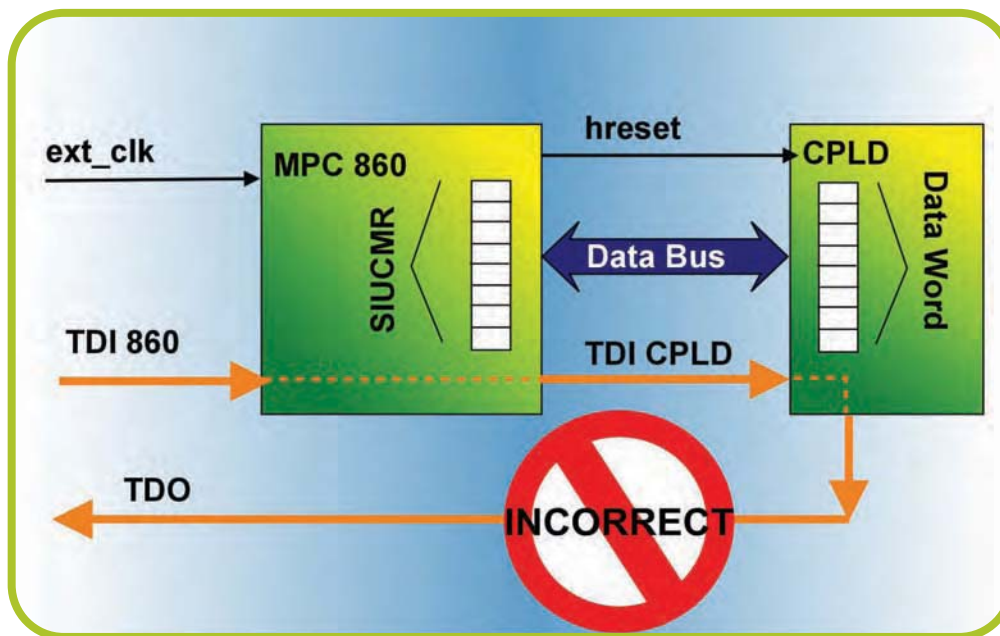 ext_clk
MPC 860
SIUCMR
hreset
CPLD
Data Word
Data Bus
TDI 860
TDI CPLD
TDO
INCORRECT